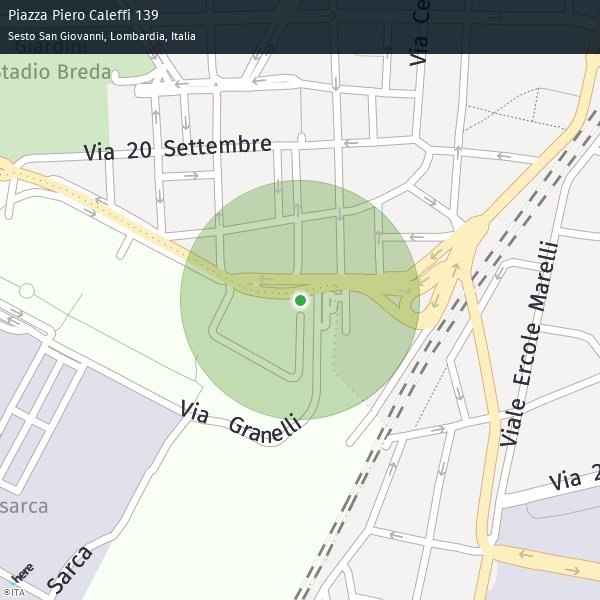 Piazza Piero Caleffi 139
Sesto San Giovanni, Lombardia, Italia
Giardini
Stadio Breda
Via Ce
Via 20 Settembre
Viale Ercole Marelli
Via Granelli
Via 2
sarca
Sarca
here
©ITA